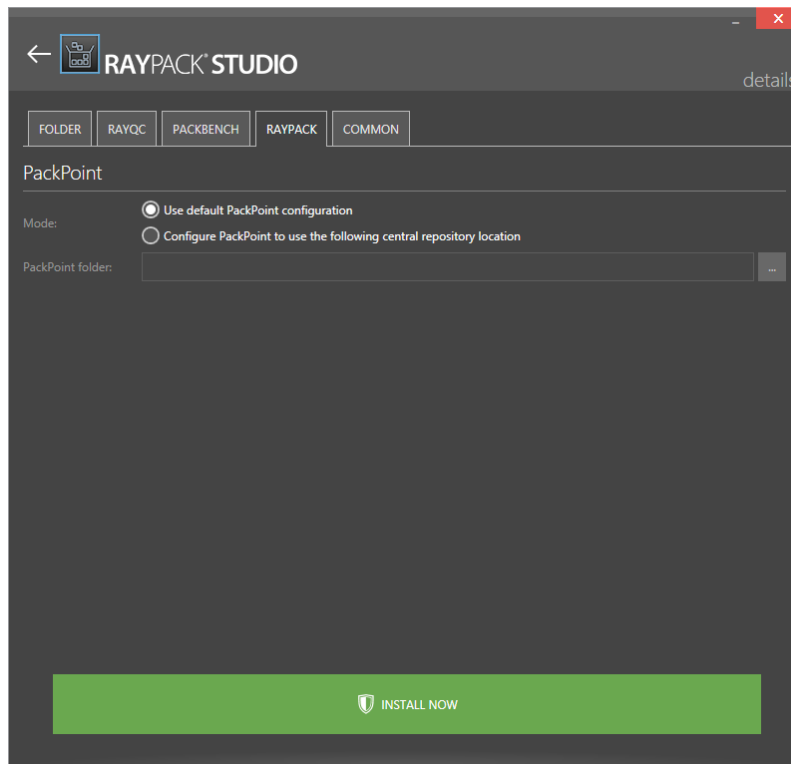 RAYPACK® STUDIO
details
FOLDER RAYQC PACKBENCH RAYPACK COMMON
PackPoint
Mode:
Use default PackPoint configuration
Configure PackPoint to use the following central repository location
PackPoint folder:
...
INSTALL NOW